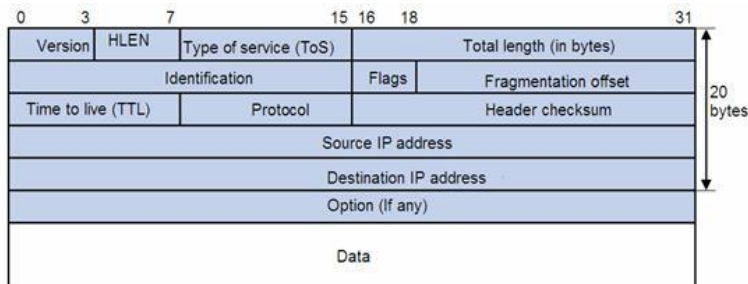 0 3 7 15 16 18 31
Version HLEN Type of service (ToS) Total length (in bytes)
Identification Flags Fragmentation offset
Time to live (TTL) Protocol Header checksum
20
bytes
Source IP address
Destination IP address
Option (If any)
Data